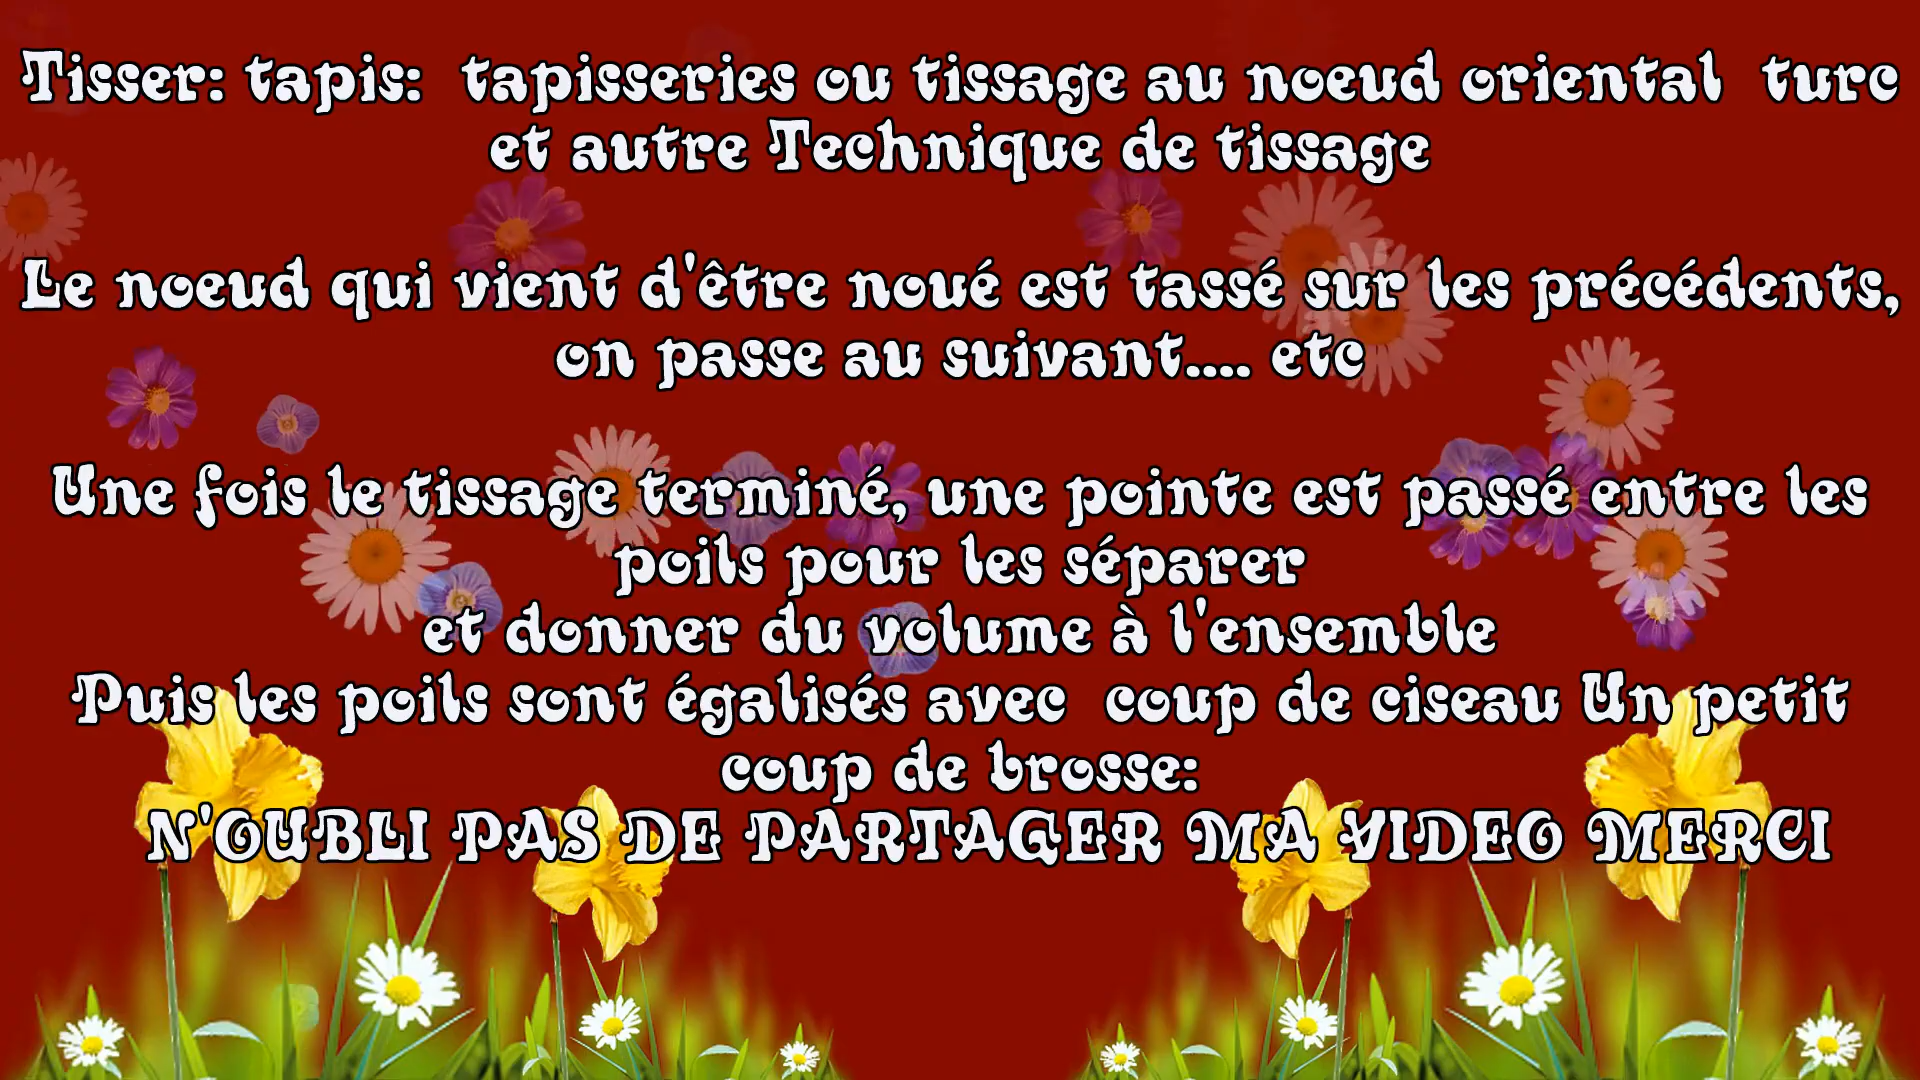 Tisser: tapis:  tapisseries ou tissage au noeud oriental  turc
et autre Technique de tissage
Le noeud qui vient d'être noué est tassé sur les précédents,
on passe au suivant.... etc
Une fois le tissage terminé, une pointe est passé entre les
poils pour les séparer
et donner du volume à l'ensemble
Puis les poils sont égalisés avec  coup de ciseau Un petit
coup de brosse:
N'OUBLI PAS DE PARTAGER MA VIDEO MERCI